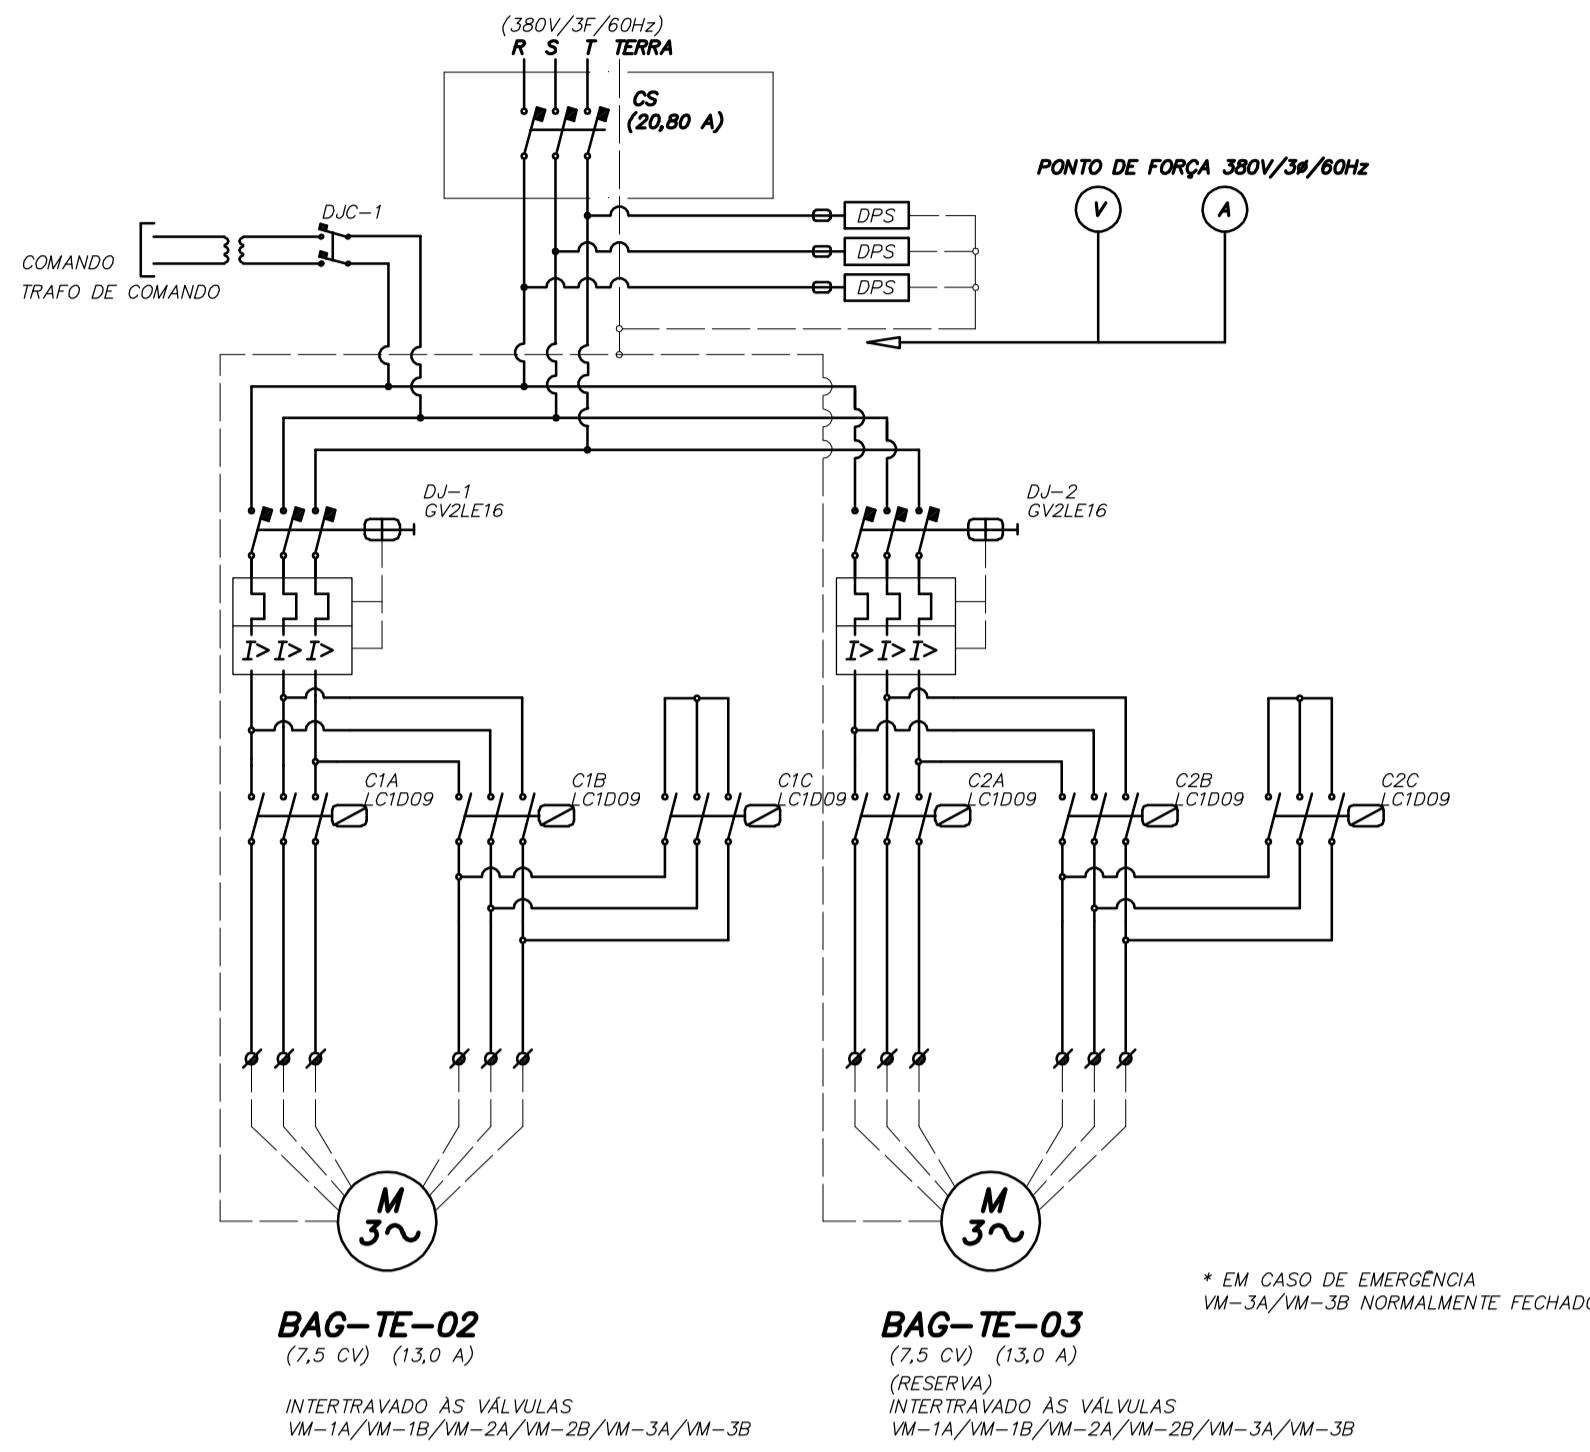 (380V/3F/60Hz)
R S T TERRA
CS
(20,80 A)
PONTO DE FORÇA 380V/3ø/60Hz
V A
DJC-1
DPS
DPS
DPS
COMANDO
TRAFO DE COMANDO
DJ-1
GV2LE16
DJ-2
GV2LE16
I> I> I>
I> I> I>
C1A
LC1D09
C1B
LC1D09
C1C
LC1D09
C2A
LC1D09
C2B
LC1D09
C2C
LC1D09
M
3~
M
3~
* EM CASO DE EMERGÊNCIA
VM-3A/VM-3B NORMALMENTE FECHADO
BAG-TE-02
(7,5 CV) (13,0 A)
INTERTRAVADO ÀS VÁLVULAS
VM-1A/VM-1B/VM-2A/VM-2B/VM-3A/VM-3B
BAG-TE-03
(7,5 CV) (13,0 A)
(RESERVA)
INTERTRAVADO ÀS VÁLVULAS
VM-1A/VM-1B/VM-2A/VM-2B/VM-3A/VM-3B